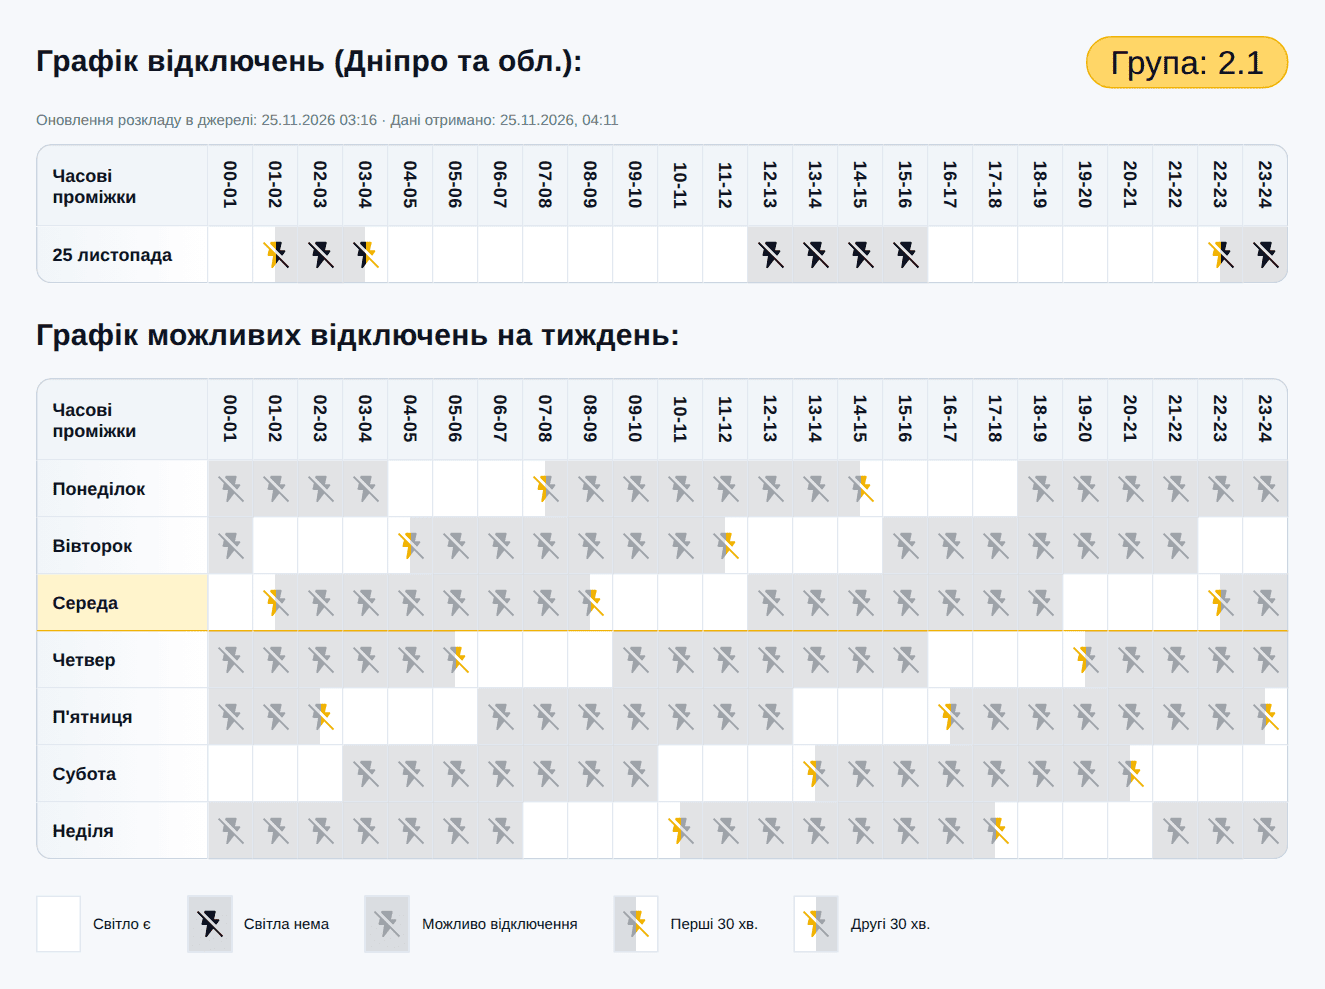 Графік відключень (Дніпро та обл.):
Група: 2.1
Оновлення розкладу в джерелі: 25.11.2026 03:16 · Дані отримано: 25.11.2026, 04:11
Часові проміжки 00-01 01-02 02-03 03-04 04-05 05-06 06-07 07-08 08-09 09-10 10-11 11-12 12-13 13-14 14-15 15-16 16-17 17-18 18-19 19-20 20-21 21-22 22-23 23-24
25 листопада
Графік можливих відключень на тиждень:
Часові проміжки 00-01 01-02 02-03 03-04 04-05 05-06 06-07 07-08 08-09 09-10 10-11 11-12 12-13 13-14 14-15 15-16 16-17 17-18 18-19 19-20 20-21 21-22 22-23 23-24
Понеділок
Вівторок
Середа
Четвер
П'ятниця
Субота
Неділя
Світло є Світла нема Можливо відключення Перші 30 хв. Другі 30 хв.